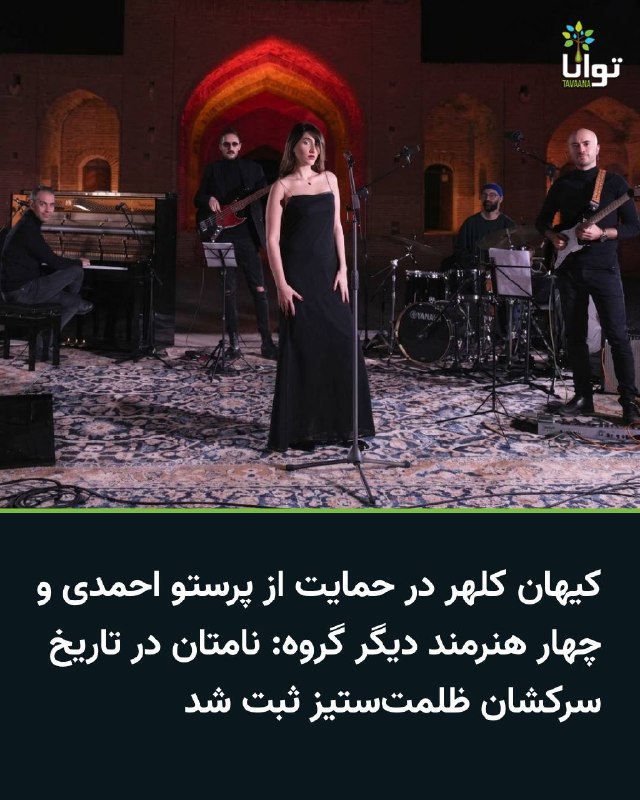 توانا
TAVAANA
YAMAHA
کیهان کلهر در حمایت از پرستو احمدی و
چهار هنرمند دیگر گروه: نامتان در تاریخ
سرکشان ظلمت‌ستیز ثبت شد